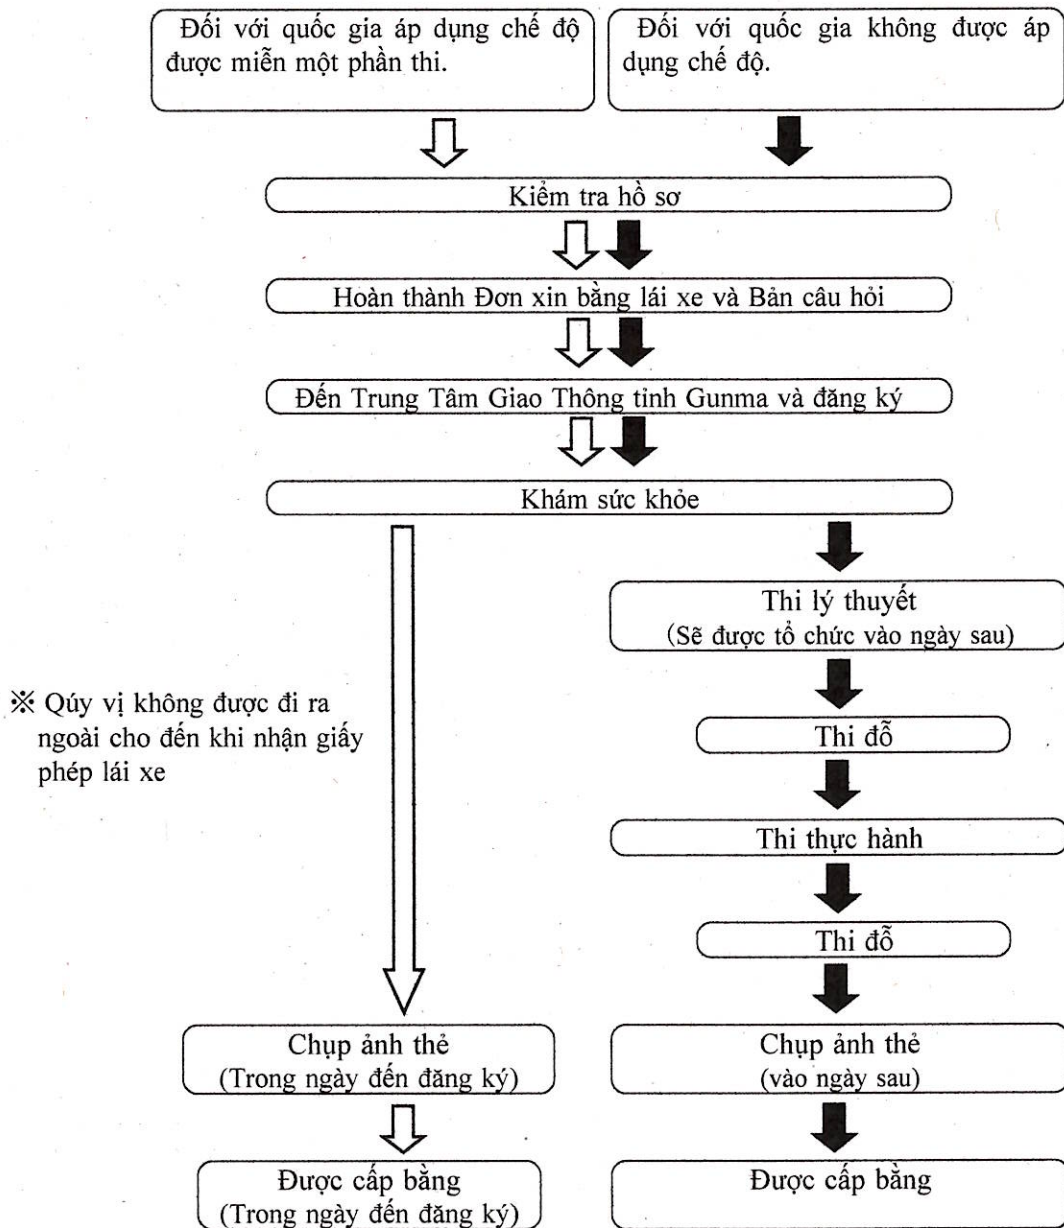 Đối với quốc gia áp dụng chế độ
được miễn một phần thi.
Đối với quốc gia không được áp
dụng chế độ.
Kiểm tra hồ sơ
Hoàn thành Đơn xin bằng lái xe và Bản câu hỏi
Đến Trung Tâm Giao Thông tỉnh Gunma và đăng ký
Khám sức khỏe
Thi lý thuyết
(Sẽ được tổ chức vào ngày sau)
※ Qúy vị không được đi ra
ngoài cho đến khi nhận giấy
phép lái xe
Thi đỗ
Thi thực hành
Thi đỗ
Chụp ảnh thẻ
(Trong ngày đến đăng ký)
Chụp ảnh thẻ
(vào ngày sau)
Được cấp bằng
(Trong ngày đến đăng ký)
Được cấp bằng